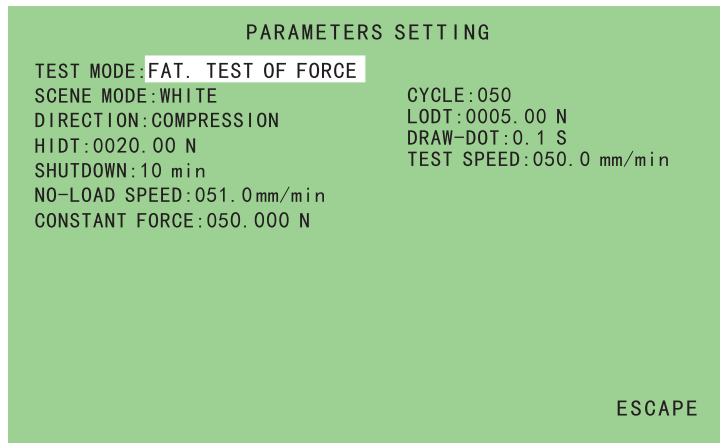 PARAMETERS SETTING
TEST MODE:FAT. TEST OF FORCE
SCENE MODE:WHITE
DIRECTION:COMPRESSION
HIDT:0020.00 N
SHUTDOWN:10 min
NO-LOAD SPEED:051.0mm/min
CONSTANT FORCE:050.000 N
CYCLE:050
LODT:0005.00 N
DRAW-DOT:0.1 S
TEST SPEED:050.0 mm/min
ESCAPE